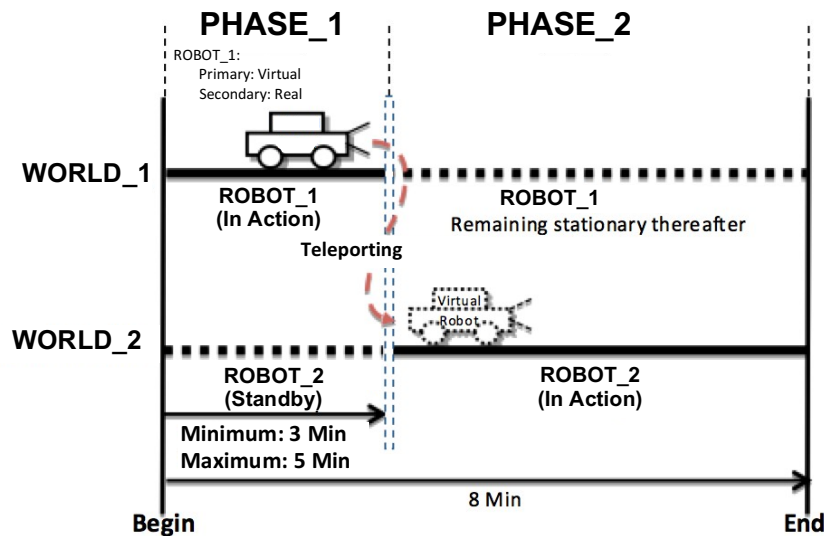 PHASE_1
PHASE_2
ROBOT_1:
Primary: Virtual
Secondary: Real
WORLD_1
ROBOT_1
(In Action)
ROBOT_1
Remaining stationary thereafter
Teleporting
Virtual
Robot
WORLD_2
ROBOT_2
(Standby)
ROBOT_2
(In Action)
Minimum: 3 Min
Maximum: 5 Min
8 Min
Begin
End